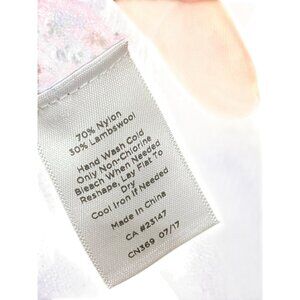 70% Nylon
30% Lambswool
Hand Wash Cold
Only Non-Chlorine
Bleach When Needed
Reshape, Lay Flat To
Dry
Cool Iron If Needed
Made In China
CA #23147
CN369 07/17